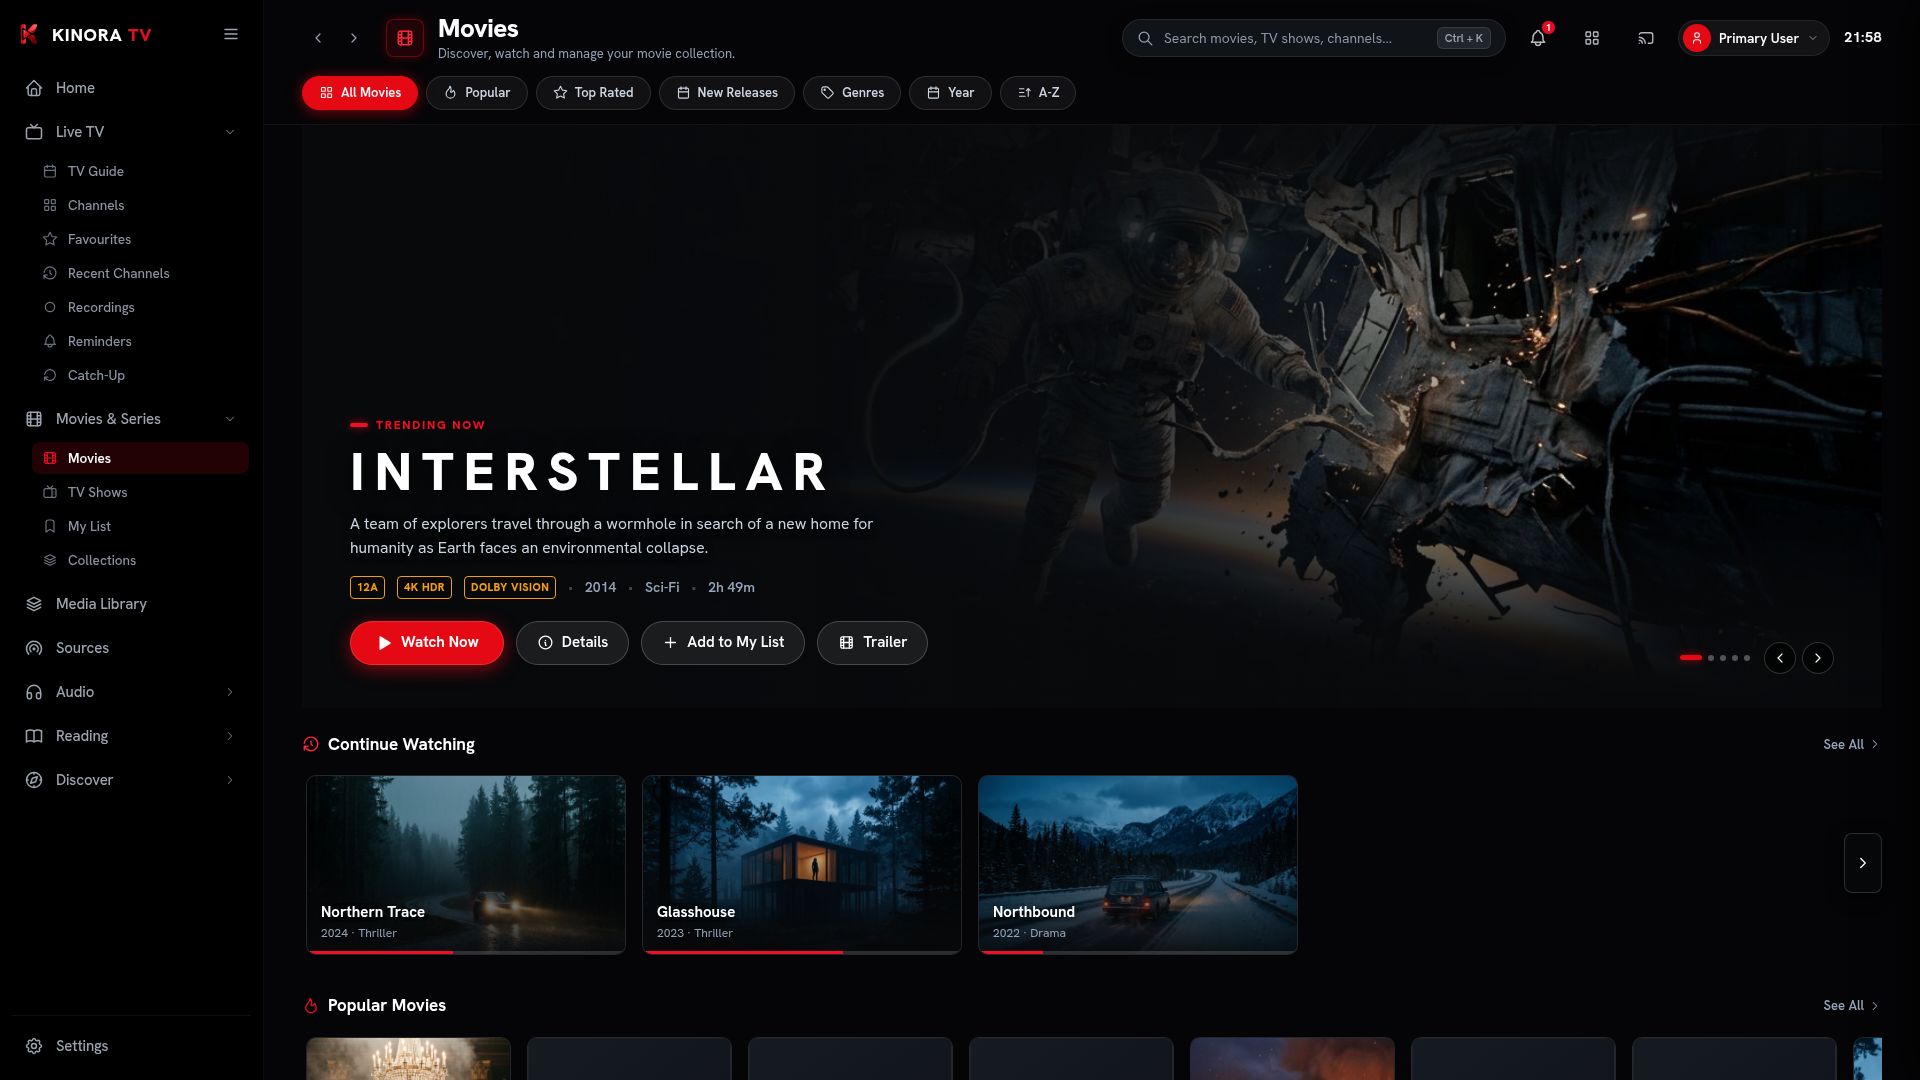 KINORA TV
Home
Live TV
TV Guide
Channels
Favourites
Recent Channels
Recordings
Reminders
Catch-Up
Movies & Series
Movies
TV Shows
My List
Collections
Media Library
Sources
Audio
Reading
Discover
Settings
Movies
Discover, watch and manage your movie collection.
Search movies, TV shows, channels...
Ctrl + K
1
Primary User
21:58
All Movies
Popular
Top Rated
New Releases
Genres
Year
A-Z
TRENDING NOW
INTERSTELLAR
A team of explorers travel through a wormhole in search of a new home for
humanity as Earth faces an environmental collapse.
12A 4K HDR DOLBY VISION • 2014 • Sci-Fi • 2h 49m
Watch Now
Details
Add to My List
Trailer
Continue Watching
See All
Northern Trace
2024 · Thriller
Glasshouse
2023 · Thriller
Northbound
2022 · Drama
Popular Movies
See All